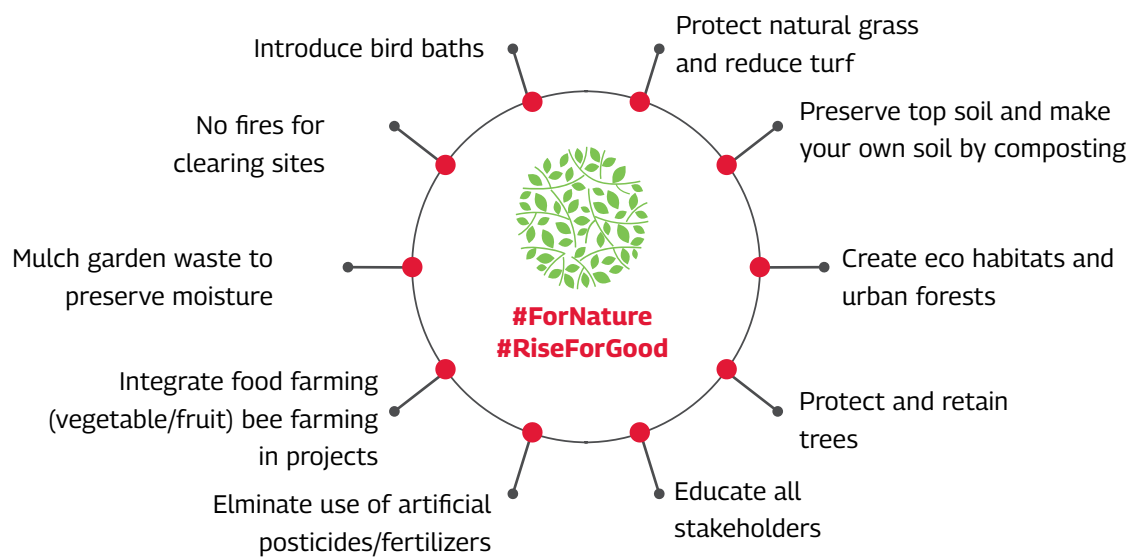 Introduce bird baths
Protect natural grass
and reduce turf
No fires for
clearing sites
Preserve top soil and make
your own soil by composting
Mulch garden waste to
preserve moisture
Create eco habitats and
urban forests
#ForNature
#RiseForGood
Integrate food farming
(vegetable/fruit) bee farming
in projects
Protect and retain
trees
Elminate use of artificial
posticides/fertilizers
Educate all
stakeholders